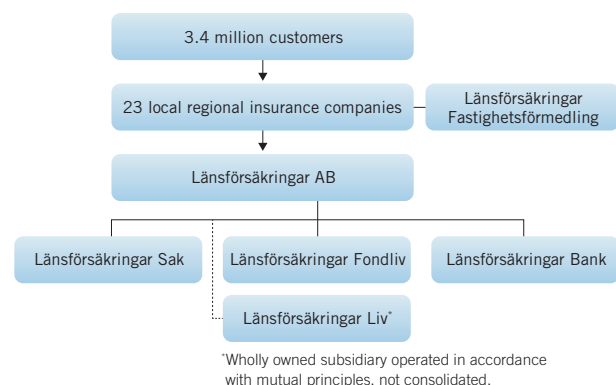 3.4 million customers
23 local regional insurance companies
Länsförsäkringar
Fastighetsförmedling
Länsförsäkringar AB
Länsförsäkringar Sak
Länsförsäkringar Fondliv
Länsförsäkringar Bank
Länsförsäkringar Liv*
*Wholly owned subsidiary operated in accordance
with mutual principles, not consolidated.